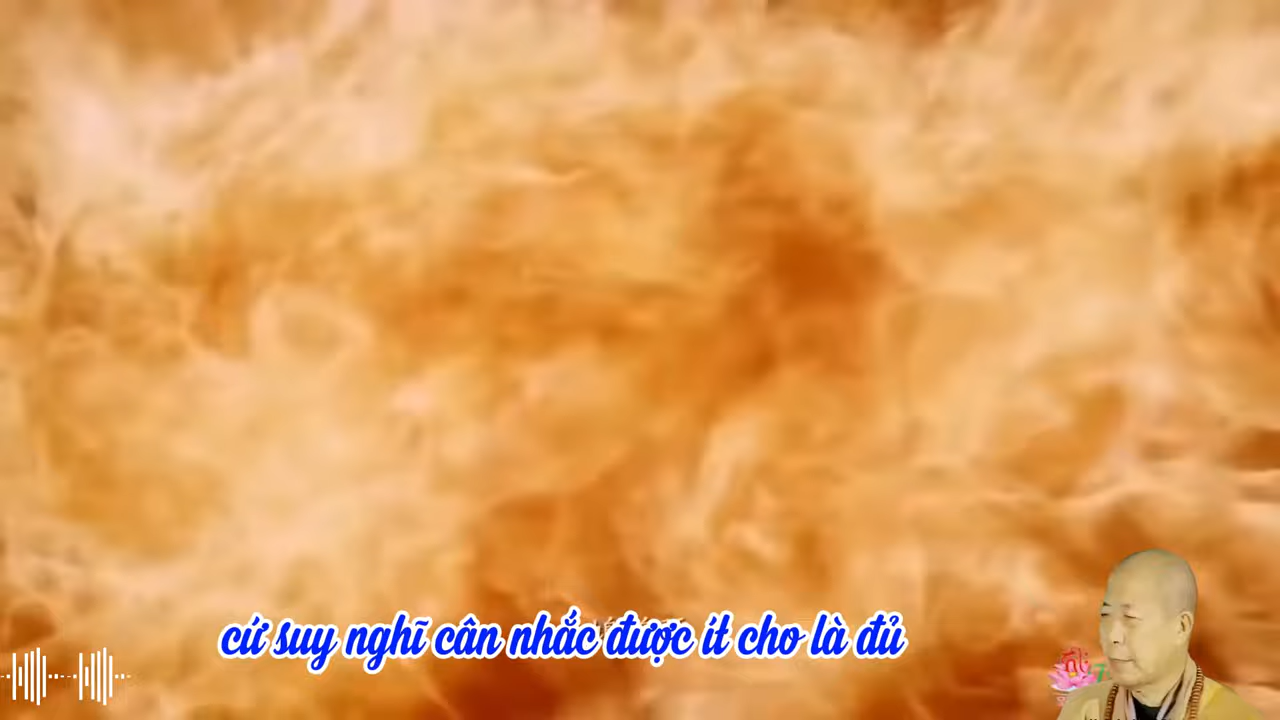 cứ suy nghĩ cân nhắc được ít cho là đủ